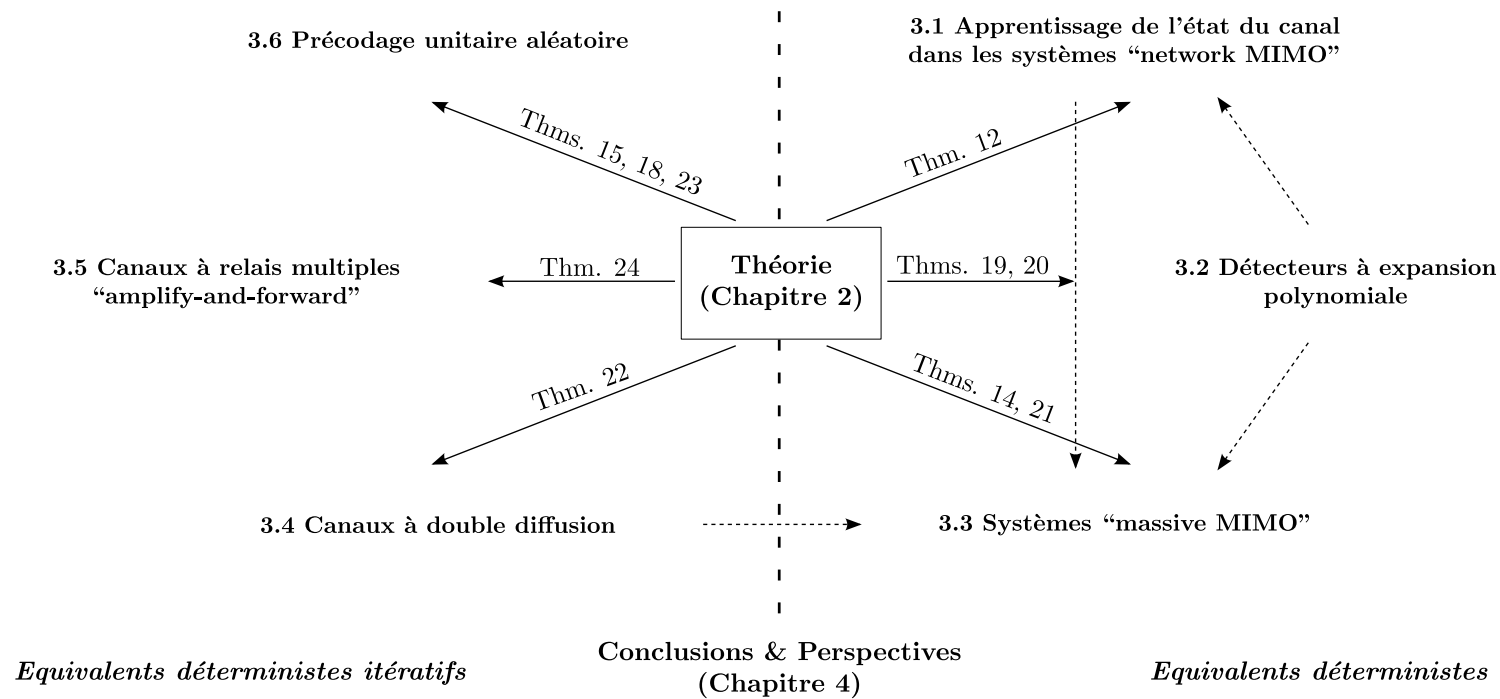 3.6 Précodage unitaire aléatoire
3.1 Apprentissage de l'état du canal
dans les systèmes “network MIMO”
Thms. 15, 18, 23
Thm. 12
3.5 Canaux à relais multiples
“amplify-and-forward”
Thm. 24
Théorie
(Chapitre 2)
Thms. 19, 20
3.2 Détecteurs à expansion
polynomiale
Thm. 22
Thms. 14, 21
3.4 Canaux à double diffusion
3.3 Systèmes “massive MIMO”
Equivalents déterministes itératifs
Conclusions & Perspectives
(Chapitre 4)
Equivalents déterministes